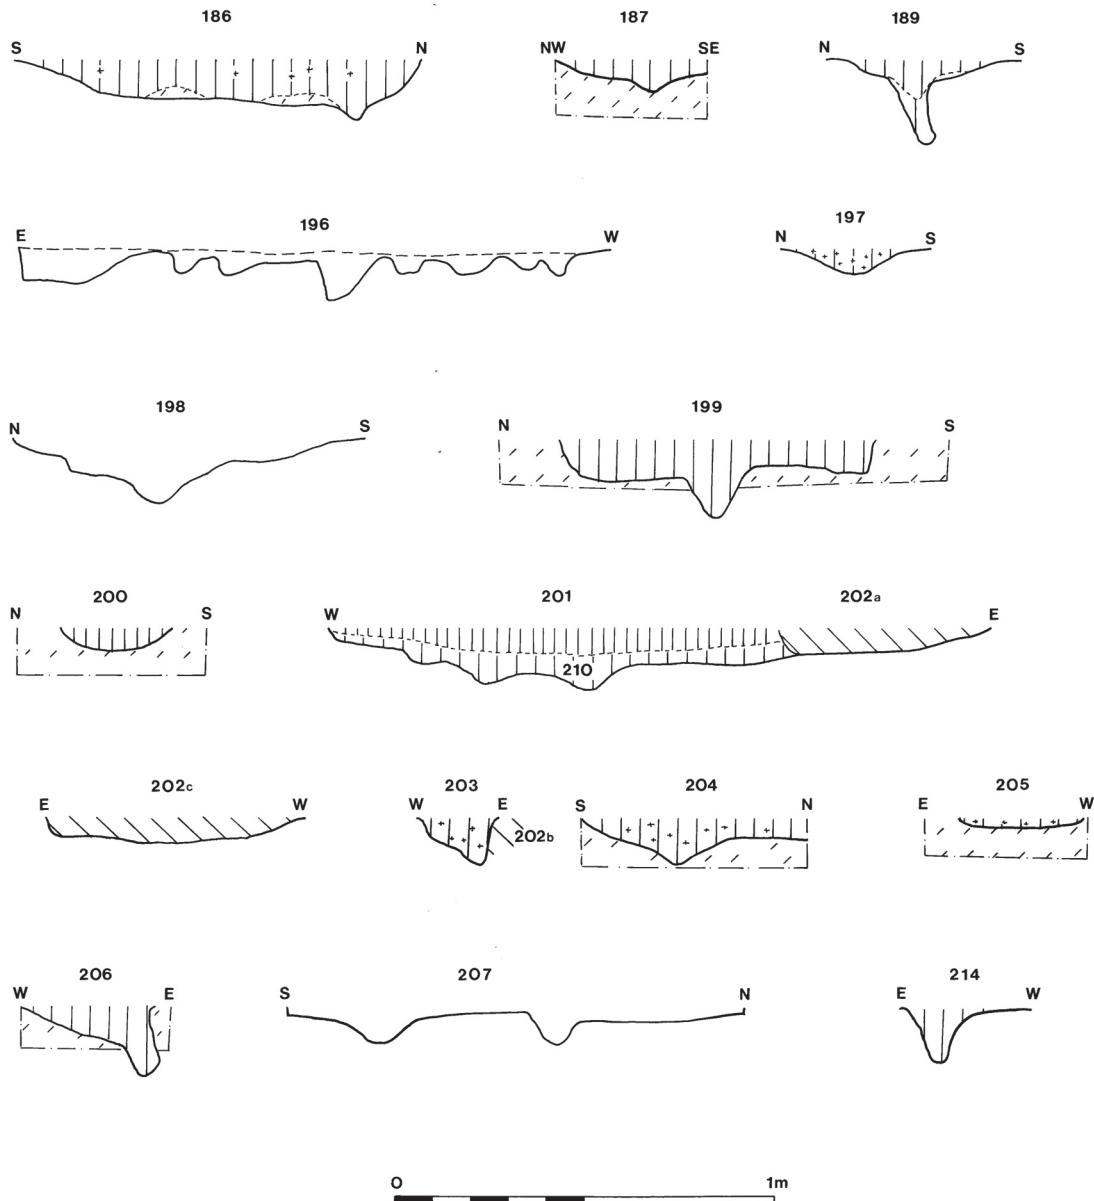 186 187 189
S N NW SE N S
196 197
E W N S
198 199
N S N S
200 201 202a
N S W E
210
202c 203 204 205
E W W E S N E W
202b
206 207 214
W E S N E W
0 1m